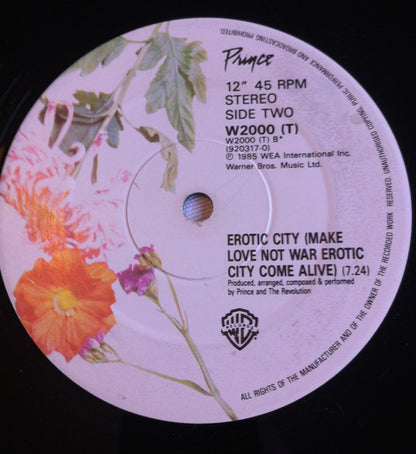 Prince
12" 45 RPM
STEREO
SIDE TWO
W2000 (T)
W2000 (T) B*
(920317-0)
℗ 1985 WEA International Inc.
Warner Bros. Music Ltd.
EROTIC CITY (MAKE
LOVE NOT WAR EROTIC
CITY COME ALIVE) (7.24)
Produced, arranged, composed & performed
by Prince and The Revolution
WB
RECORDS
ALL RIGHTS OF THE MANUFACTURER AND OF THE OWNER OF THE RECORDED WORK RESERVED. UNAUTHORISED COPYING, PUBLIC PERFORMANCE AND BROADCASTING PROHIBITED.